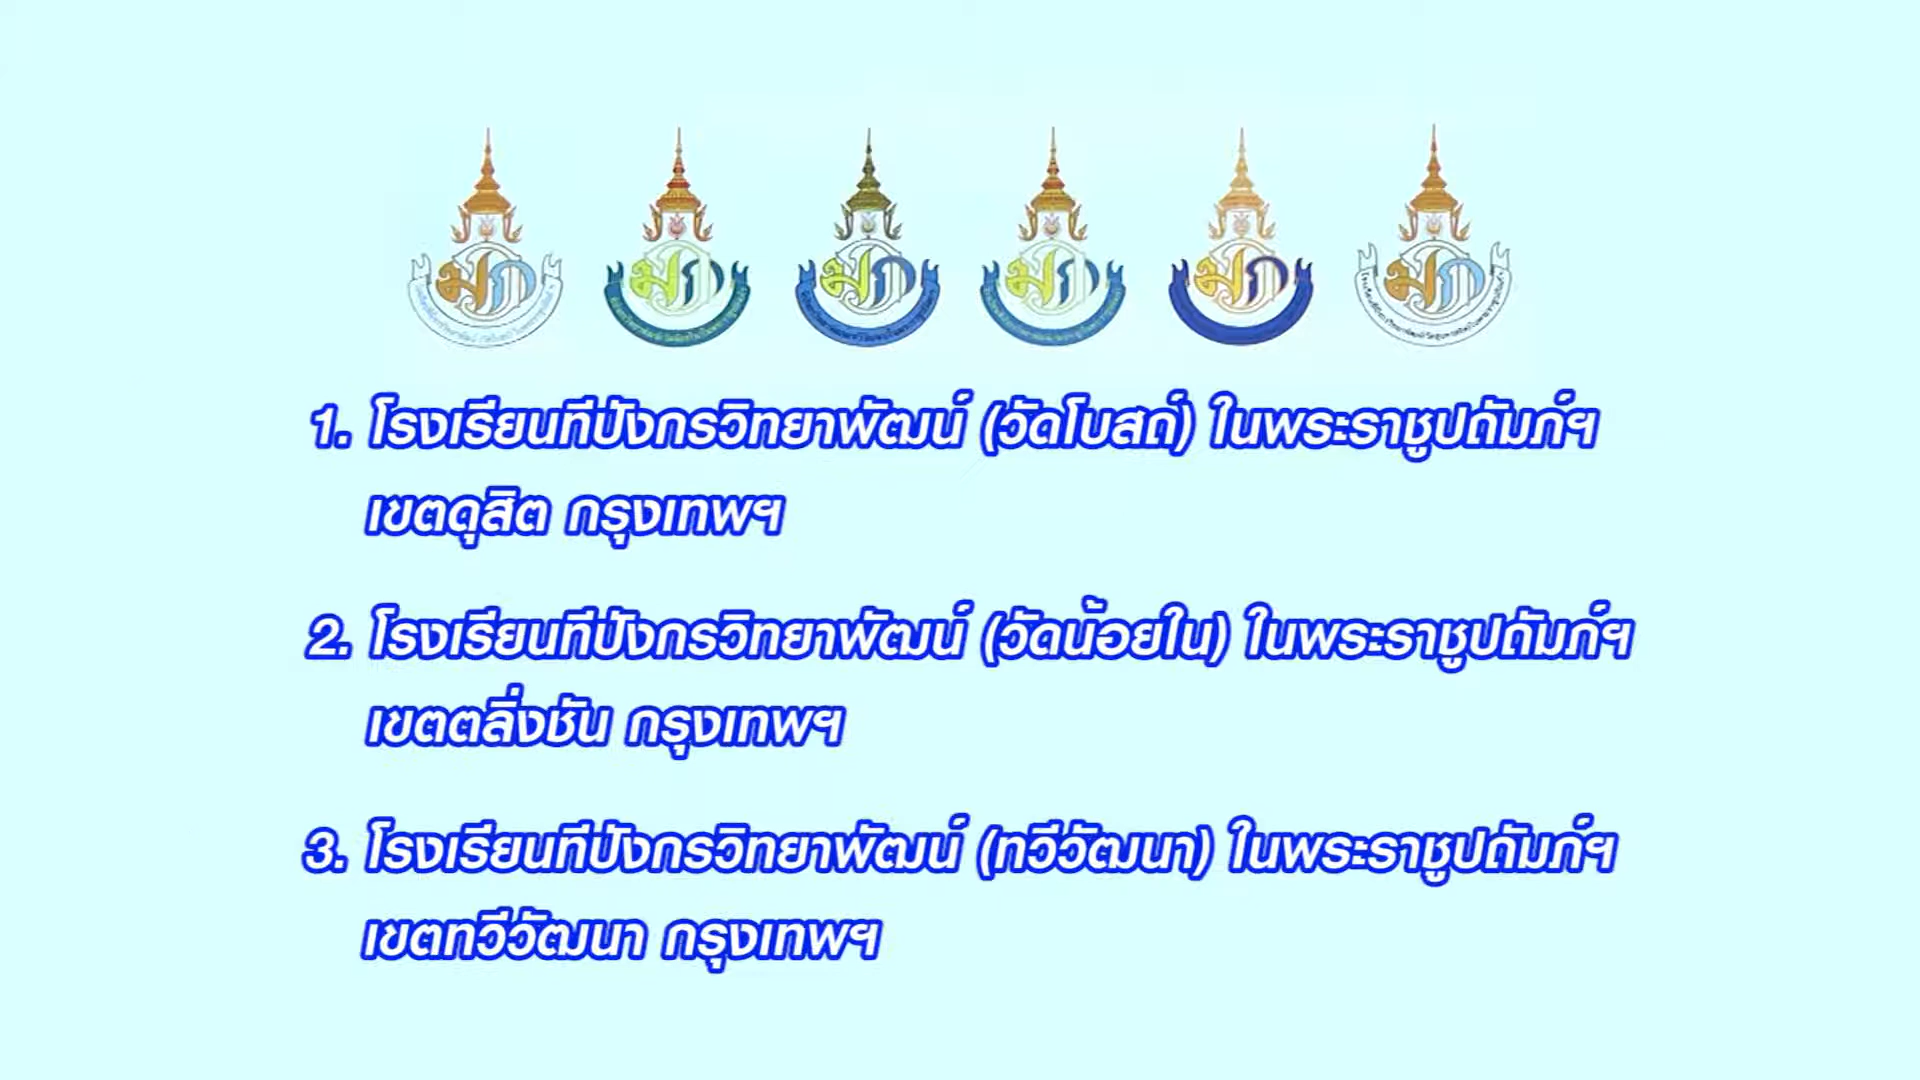 1. โรงเรียนทีปังกรวิทยาพัฒน์ (วัดโบสถ์) ในพระราชูปถัมภ์ฯ
เขตดุสิต กรุงเทพฯ
2. โรงเรียนทีปังกรวิทยาพัฒน์ (วัดน้อยใน) ในพระราชูปถัมภ์ฯ
เขตตลิ่งชัน กรุงเทพฯ
3. โรงเรียนทีปังกรวิทยาพัฒน์ (ทวีวัฒนา) ในพระราชูปถัมภ์ฯ
เขตทวีวัฒนา กรุงเทพฯ